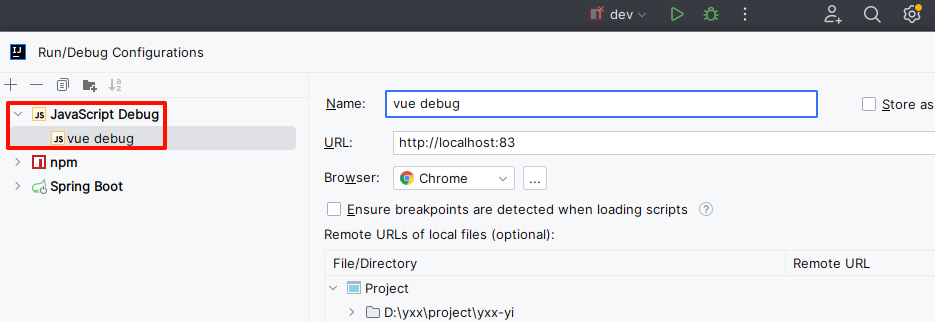 dev
Run/Debug Configurations
JavaScript Debug
vue debug
npm
Spring Boot
Name: vue debug
Store as
URL: http://localhost:83
Browser: Chrome ...
Ensure breakpoints are detected when loading scripts ?
Remote URLs of local files (optional):
File/Directory Remote URL
Project
D:\yxx\project\yxx-yi